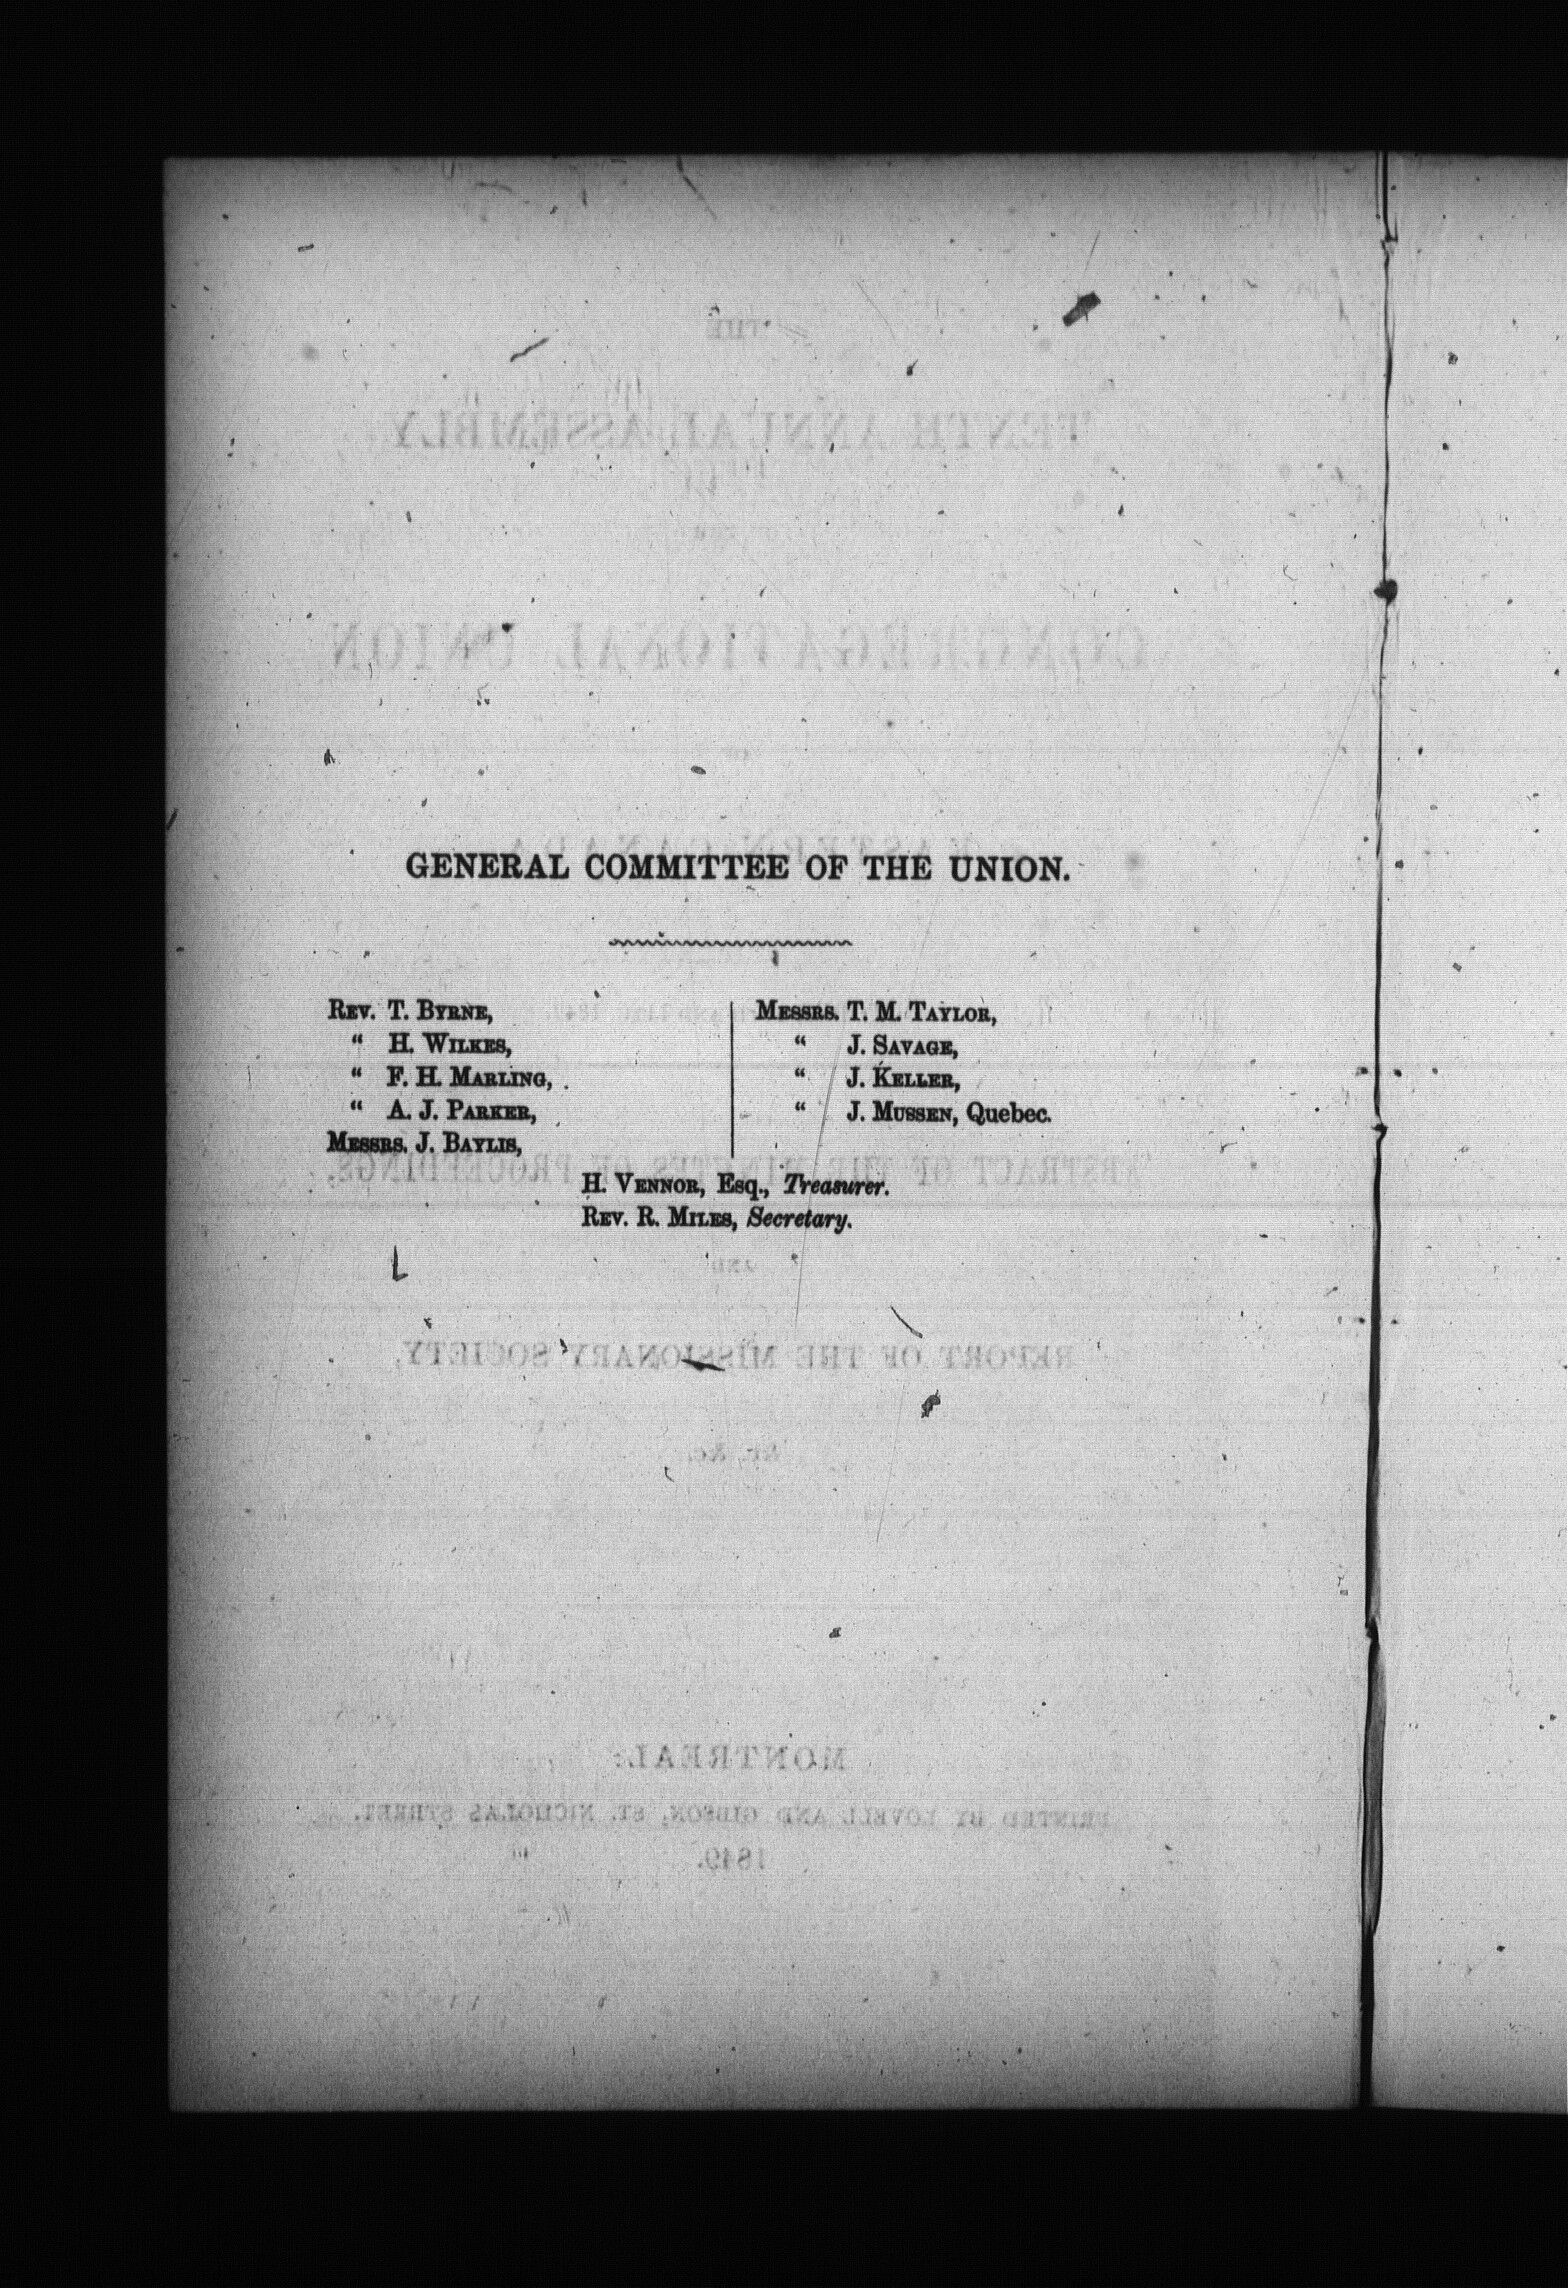 GENERAL COMMITTEE OF THE UNION.
REV. T. BYRNE,
“ H. WILKES,
“ F. H. MARLING,
“ A. J. PARKER,
MESSRS. J. BAYLIS,
MESSRS. T. M. TAYLOR,
“ J. SAVAGE,
“ J. KELLER,
“ J. MUSSEN, Quebec.
H. VENNOR, Esq., Treasurer.
REV. R. MILES, Secretary.